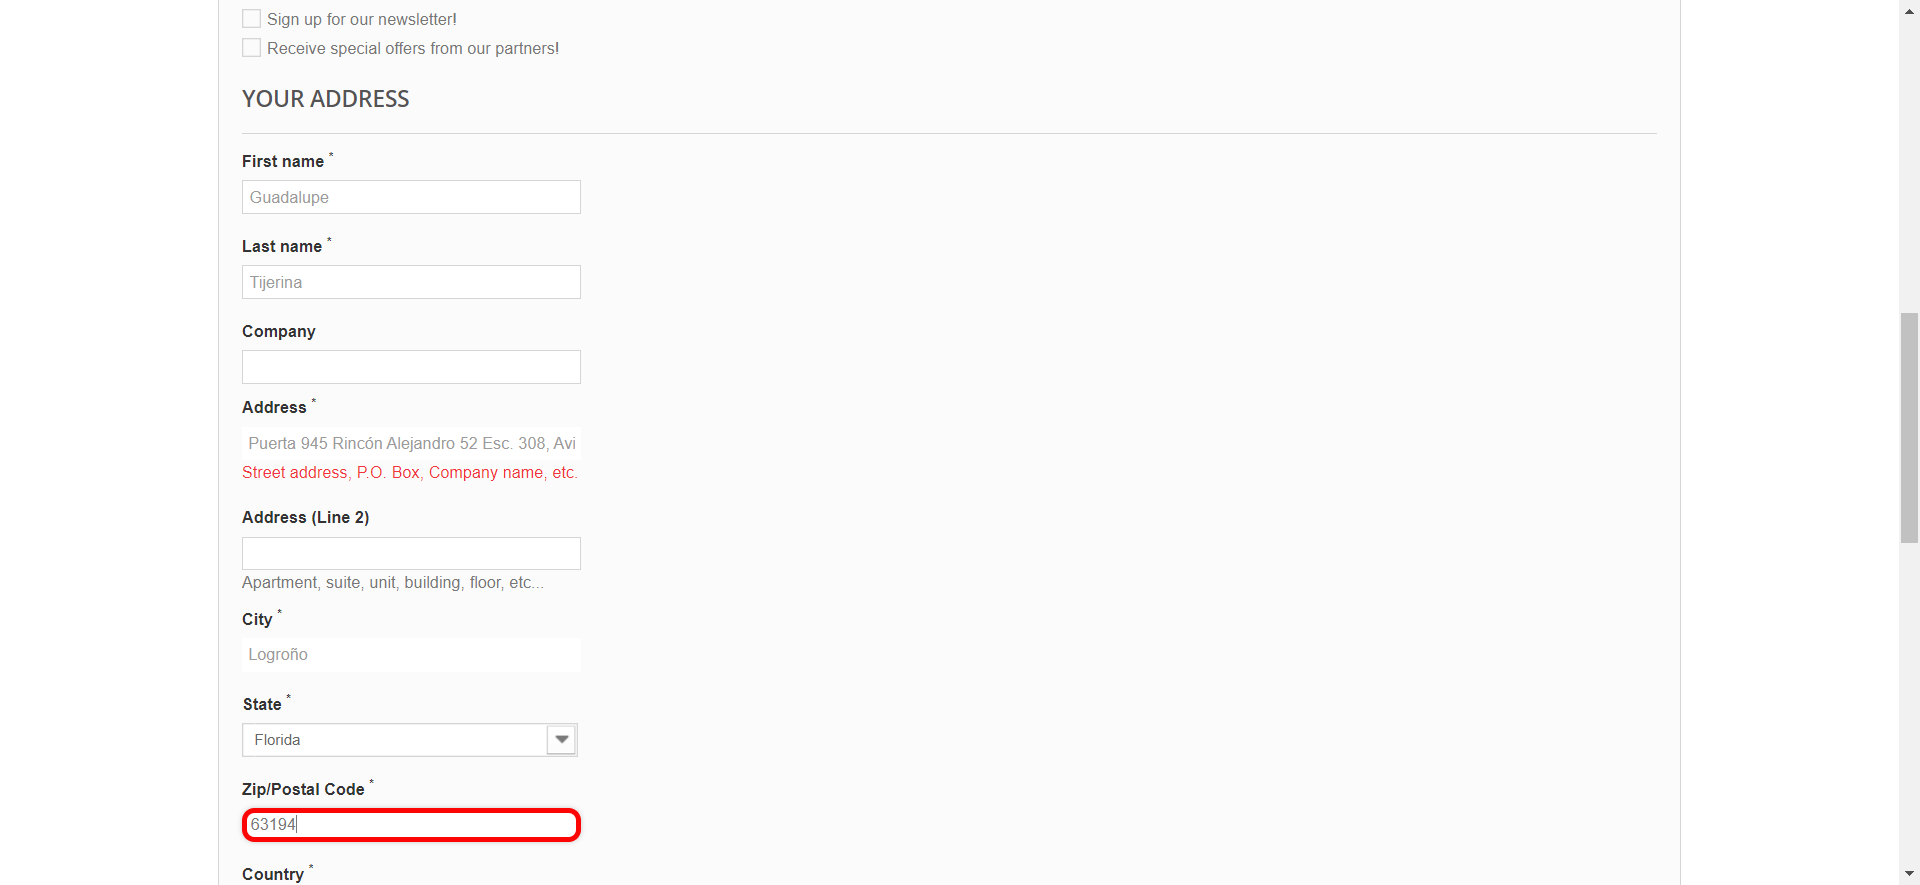 Sign up for our newsletter!
Receive special offers from our partners!
YOUR ADDRESS
First name *
Guadalupe
Last name *
Tijerina
Company
Address *
Puerta 945 Rincón Alejandro 52 Esc. 308, Avi
Street address, P.O. Box, Company name, etc.
Address (Line 2)
Apartment, suite, unit, building, floor, etc...
City *
Logroño
State *
Florida
Zip/Postal Code *
63194
Country *